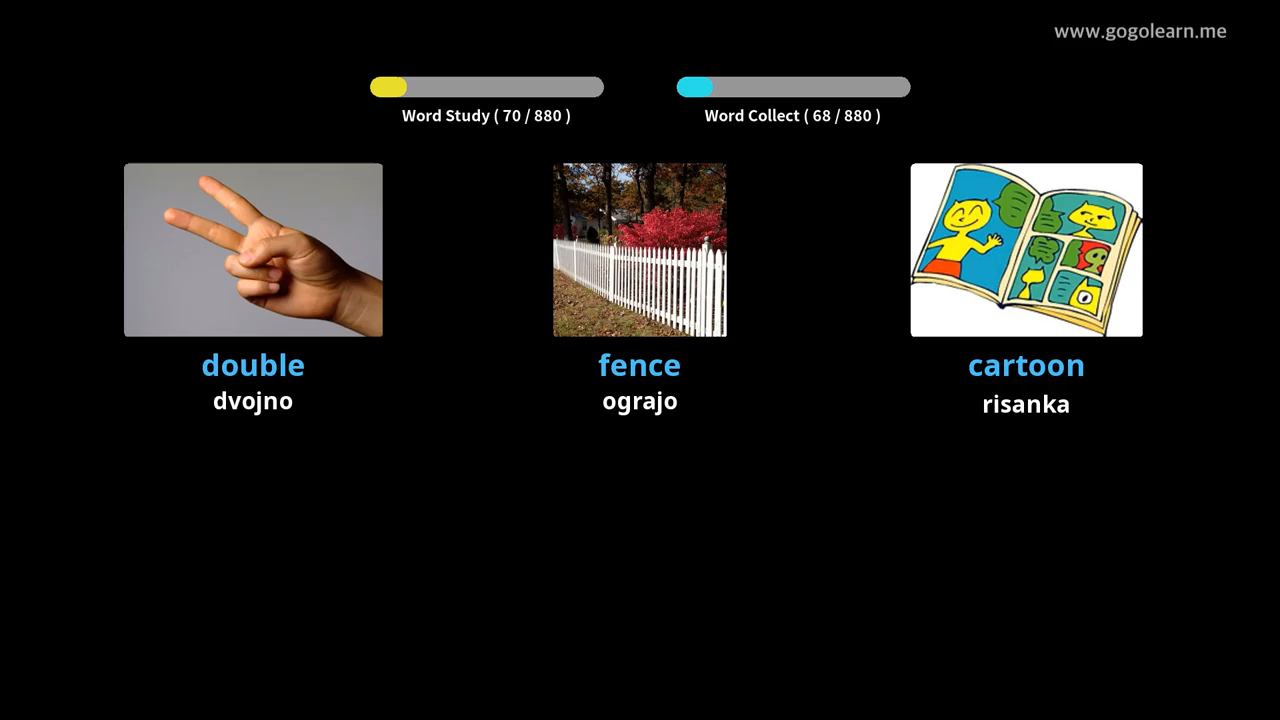 www.gogolearn.me
Word Study ( 70 / 880 )
Word Collect ( 68 / 880 )
double
dvojno
fence
ograjo
cartoon
risanka